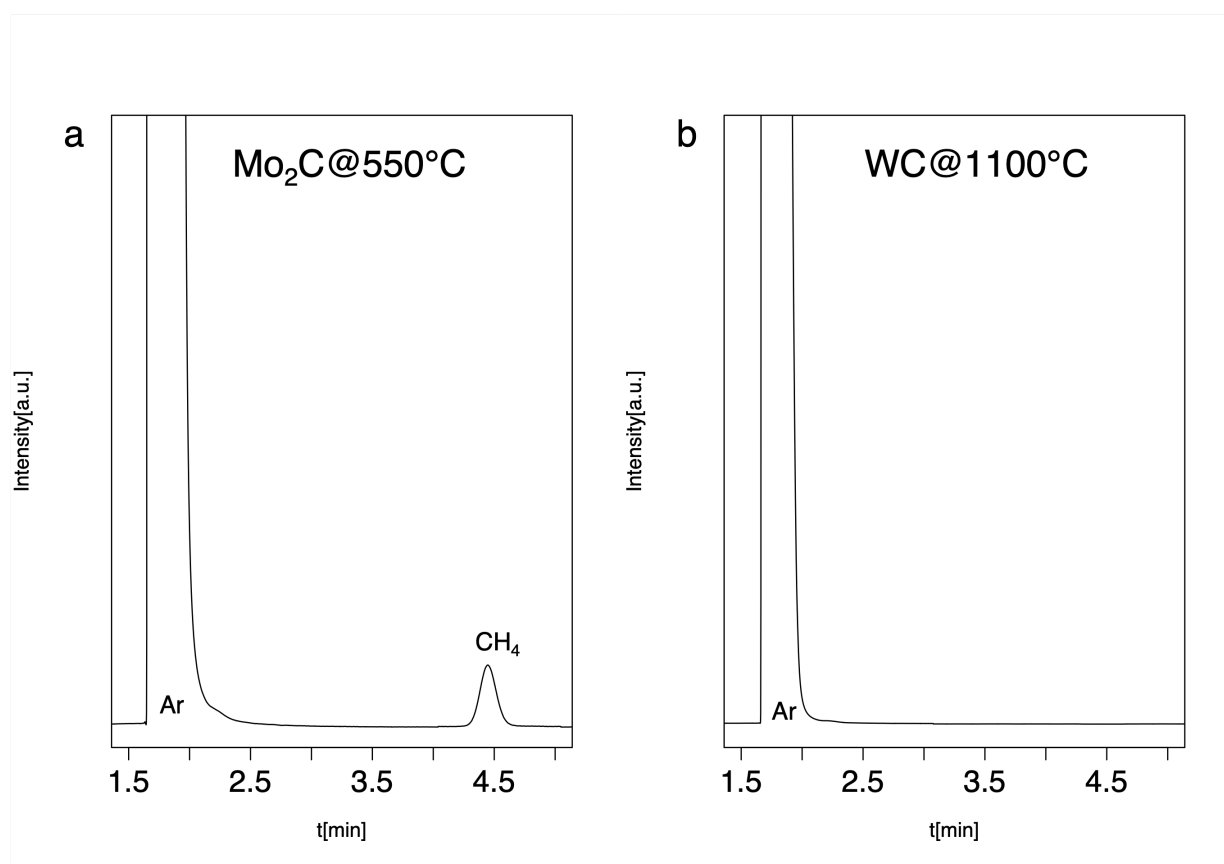 a
Mo₂C@550°C
Intensity[a.u.]
CH₄
Ar
1.5 2.5 3.5 4.5
t[min]
b
WC@1100°C
Intensity[a.u.]
Ar
1.5 2.5 3.5 4.5
t[min]